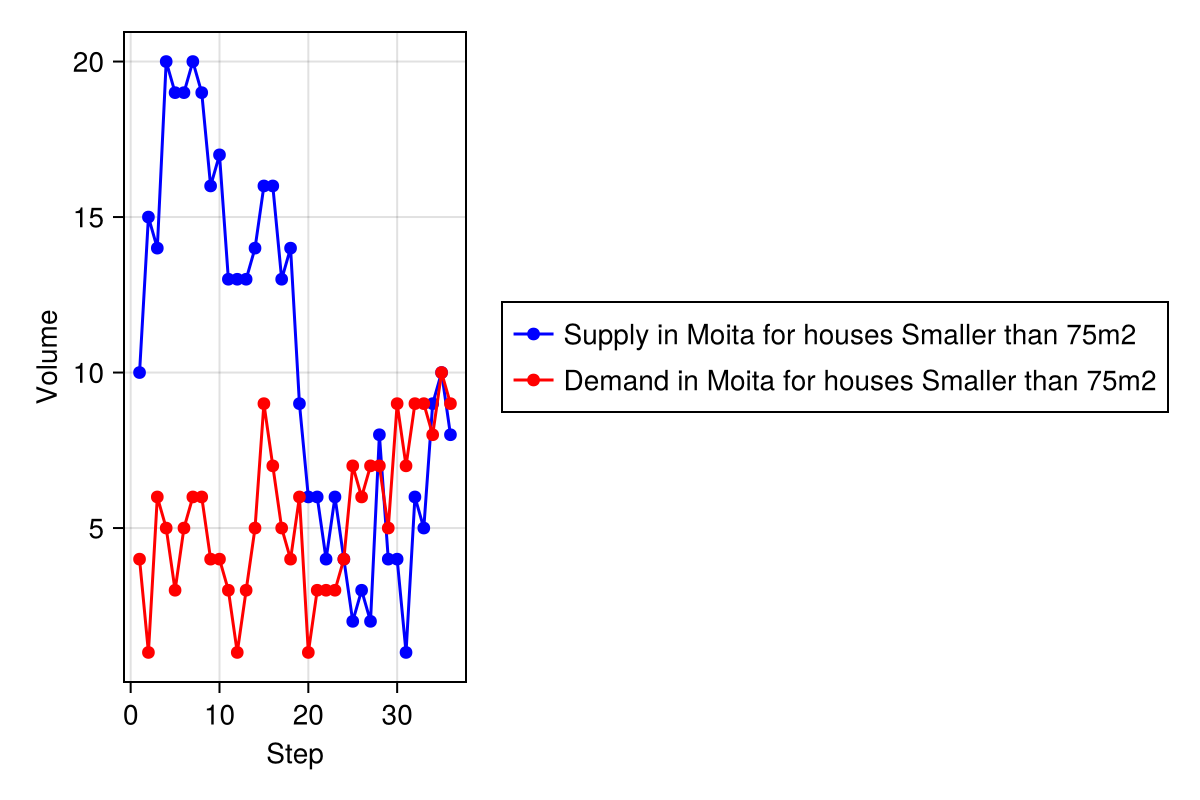 20
15
10
5
Volume
0 10 20 30
Step
Supply in Moita for houses Smaller than 75m2
Demand in Moita for houses Smaller than 75m2